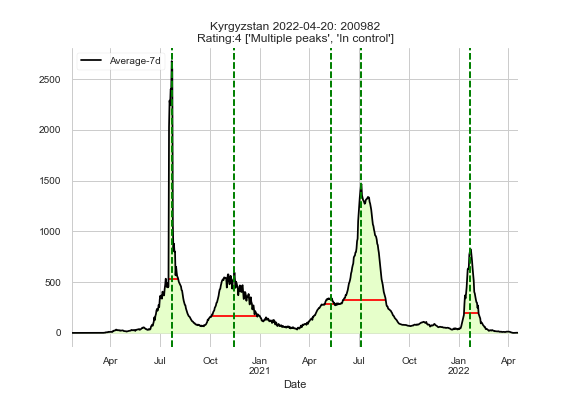 Kyrgyzstan 2022-04-20: 200982
Rating:4 ['Multiple peaks', 'In control']
Average-7d
2500
2000
1500
1000
500
0
Apr Jul Oct Jan Apr Jul Oct Jan Apr
2021 2022
Date